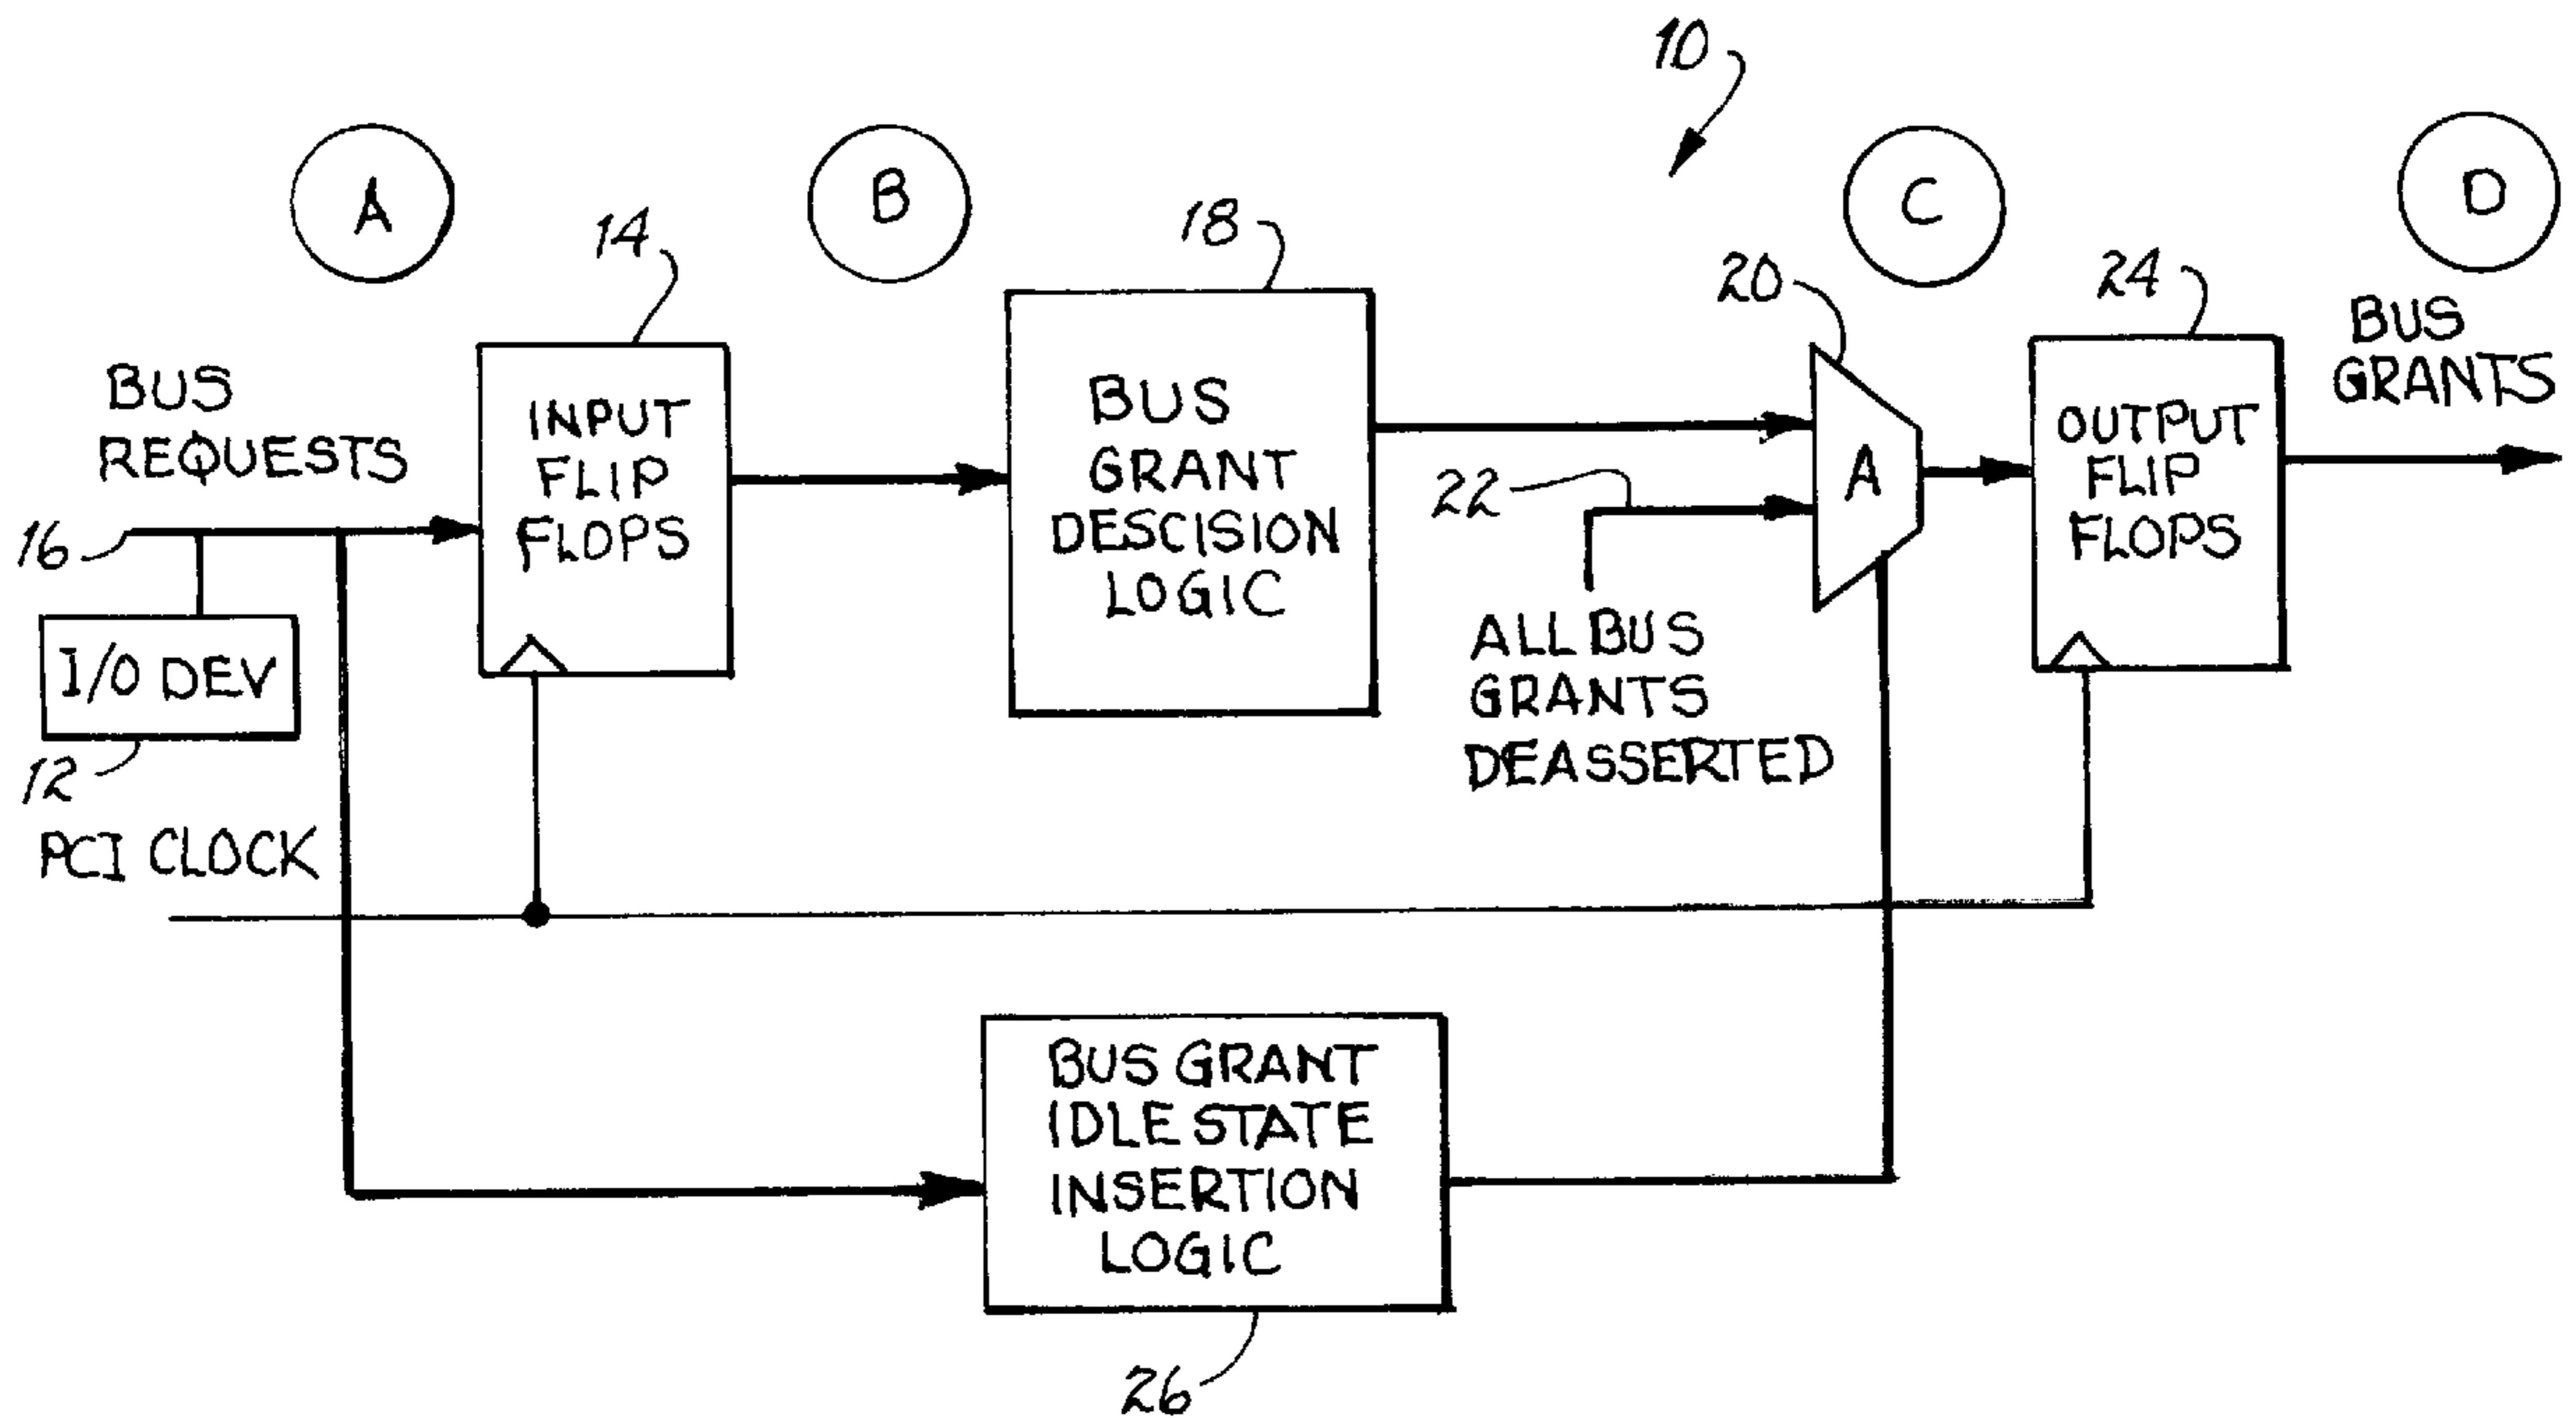 10
A
B
C
D
14
18
20
24
BUS
REQUESTS
16
I/O DEV
12
PCI CLOCK
INPUT
FLIP
FLOPS
BUS
GRANT
DESCISION
LOGIC
22
ALL BUS
GRANTS
DEASSERTED
A
OUTPUT
FLIP
FLOPS
BUS
GRANTS
BUS GRANT
IDLE STATE
INSERTION
LOGIC
26